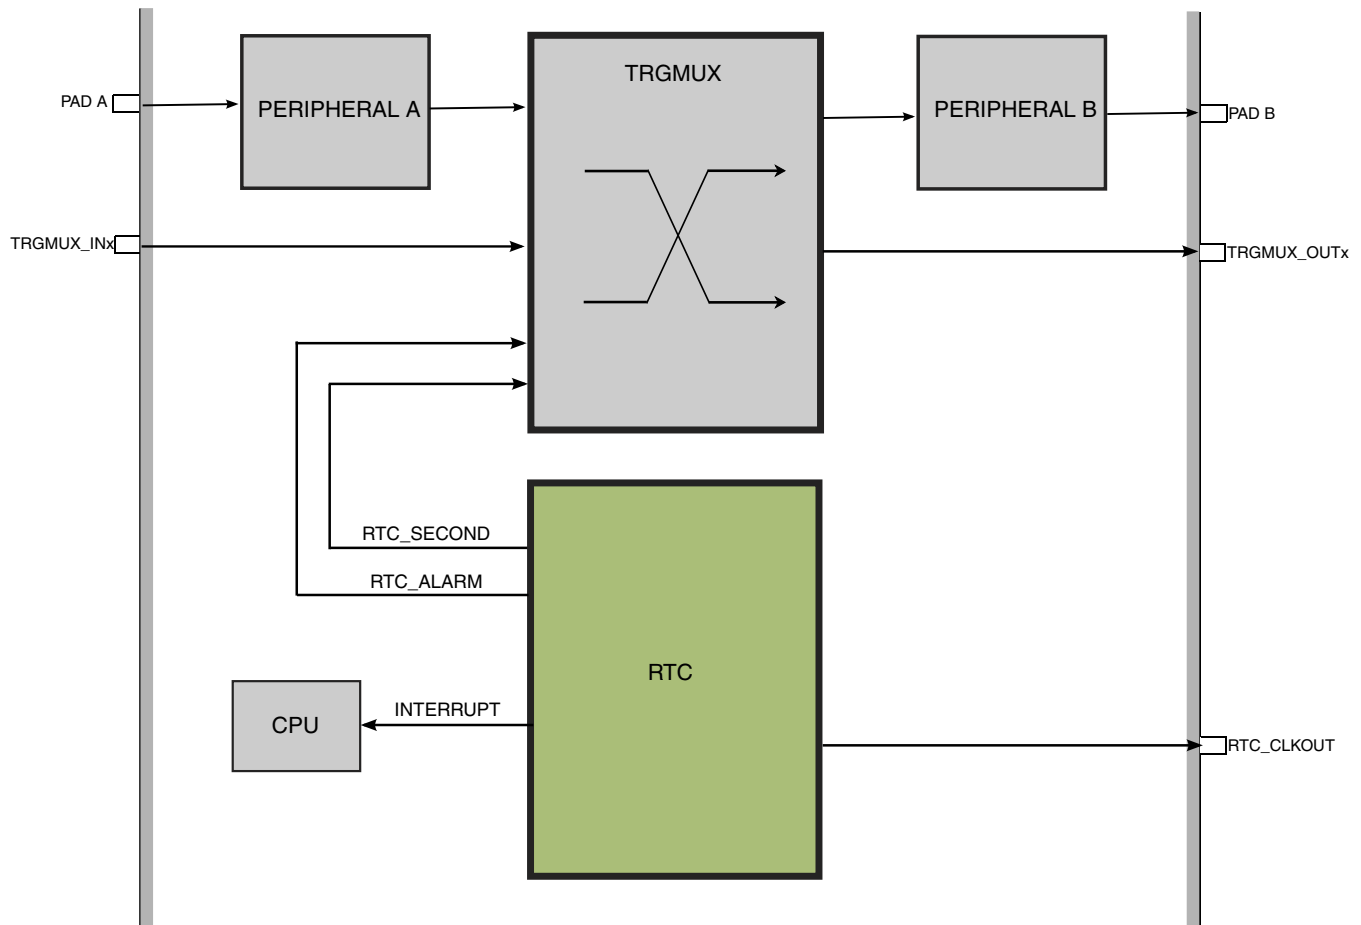 TRGMUX
PAD A
PERIPHERAL A
PERIPHERAL B
PAD B
TRGMUX_INx
TRGMUX_OUTx
RTC_SECOND
RTC_ALARM
RTC
INTERRUPT
CPU
RTC_CLKOUT